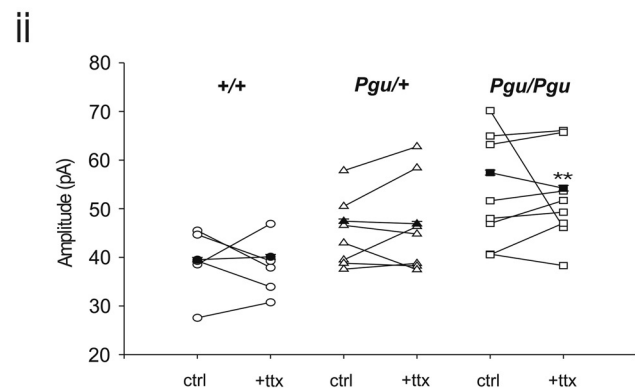 ii
80
+/+ Pgu/+ Pgu/Pgu
70
60
**
50
40
30
20
Amplitude (pA)
ctrl +ttx ctrl +ttx ctrl +ttx